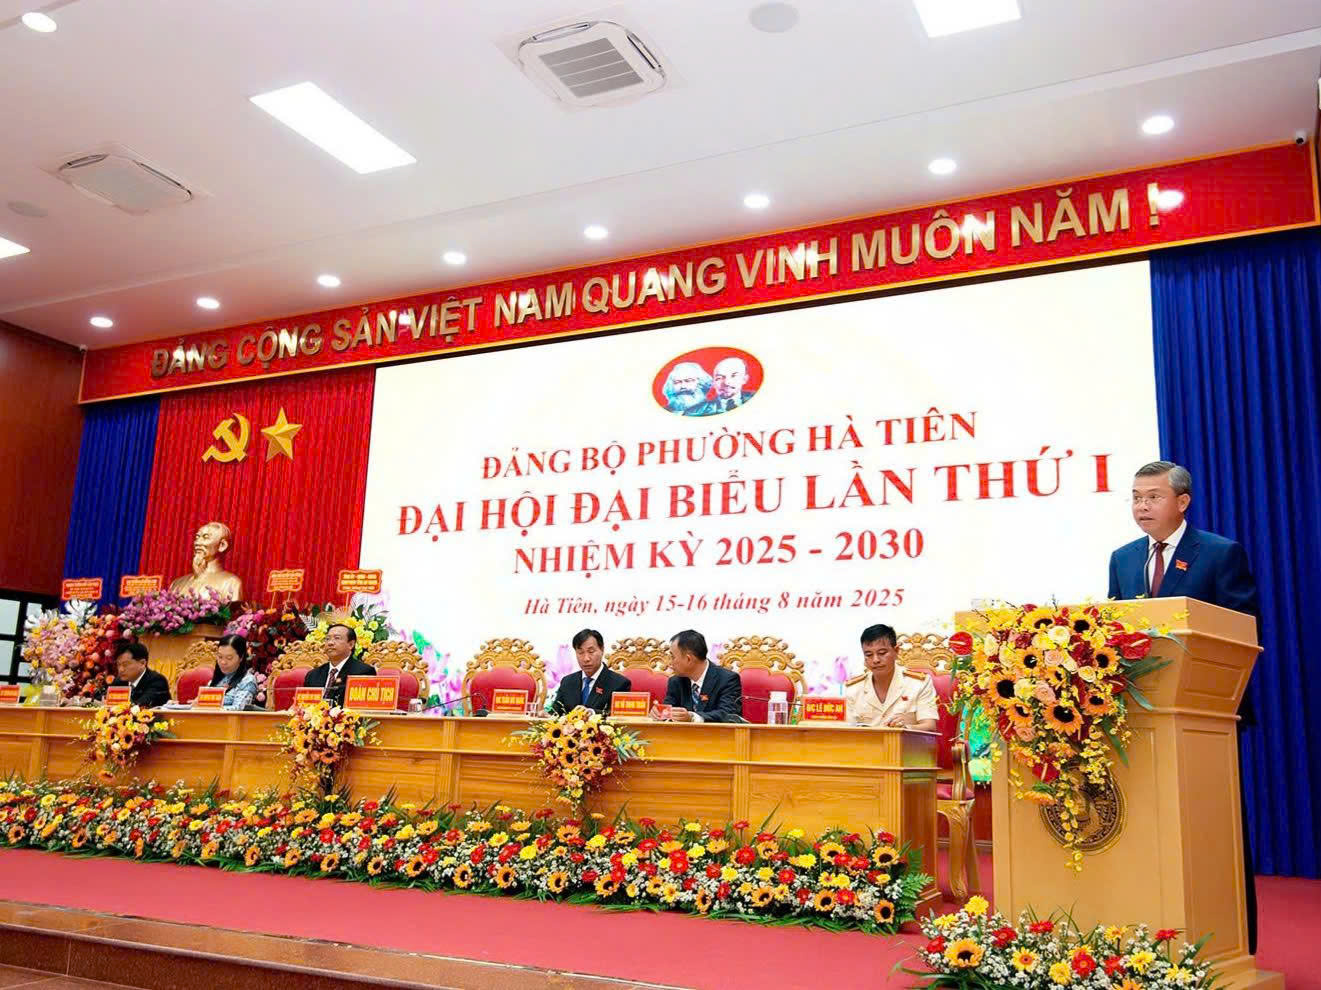 ĐẢNG CỘNG SẢN VIỆT NAM QUANG VINH MUÔN NĂM !
ĐẢNG BỘ PHƯỜNG HÀ TIÊN
ĐẠI HỘI ĐẠI BIỂU LẦN THỨ I
NHIỆM KỲ 2025 - 2030
Hà Tiên, ngày 15-16 tháng 8 năm 2025
ĐOÀN CHỦ TỊCH
Đ/C LÊ ĐỨC AN